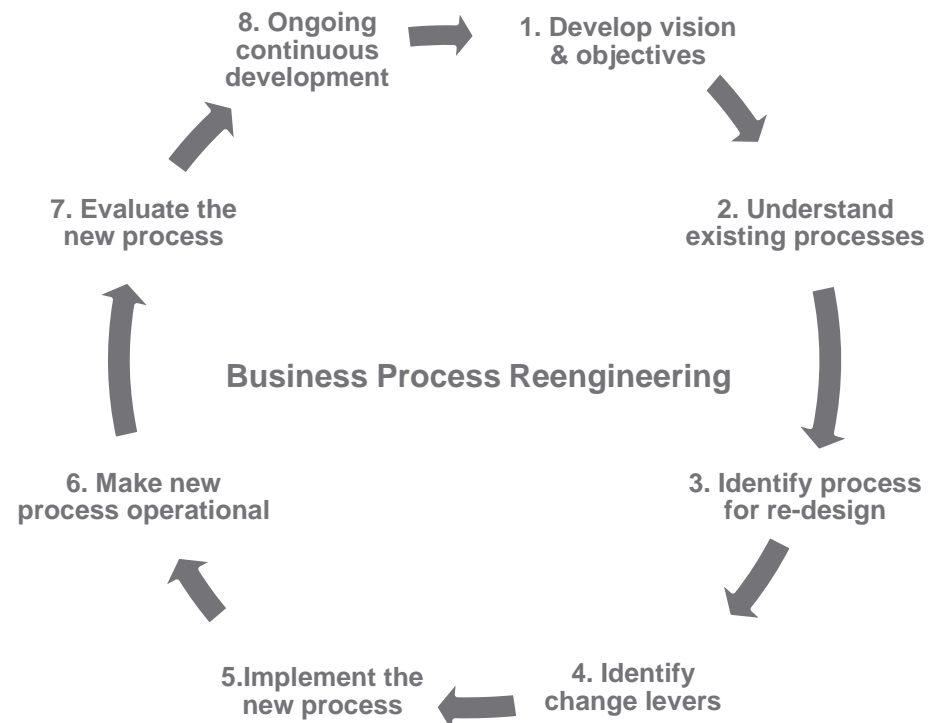 8. Ongoing
continuous
development
1. Develop vision
& objectives
2. Understand
existing processes
3. Identify process
for re-design
4. Identify
change levers
5.Implement the
new process
6. Make new
process operational
7. Evaluate the
new process
Business Process Reengineering